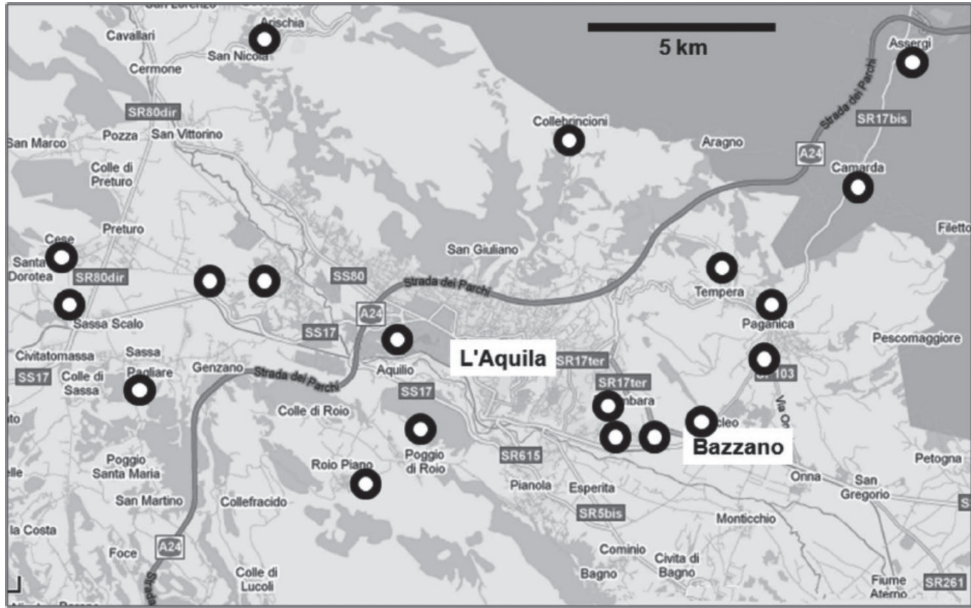 Arischia
Cavallari
San Nicola
Cermone
5 km
Assergi
Strada dei Parchi
SR80dir
SR17bis
Pozza
San Vittorino
Collebrincioni
Aragno
San Marco
A24
Colle di
Preturo
Camarda
Preturo
Filetto
Cese
San Giuliano
Santa
Dorotea
SR80dir
SS80
Strada dei Parchi
Tempera
A24
Paganica
Sassa Scalo
SS17
Pescomaggiore
Civitatomassa
Sassa
L'Aquila
SR17ter
Pagliare
Genzano
Aquilio
SS17
Colle di
Sassa
Strada dei Parchi
SS17
SR17ter
103
Colle di Roio
Bazzano
Poggio
Santa Maria
Roio Piano
Poggio
di Roio
SR615
Petogna
San Martino
Collefracido
Pianola
Esperita
Onna
San
Gregorio
la Costa
SR5bis
Monticchio
Foce
A24
Cominio
Colle di
Lucoli
Bagno
Civita di
Bagno
Fiume
Aterno
SR261